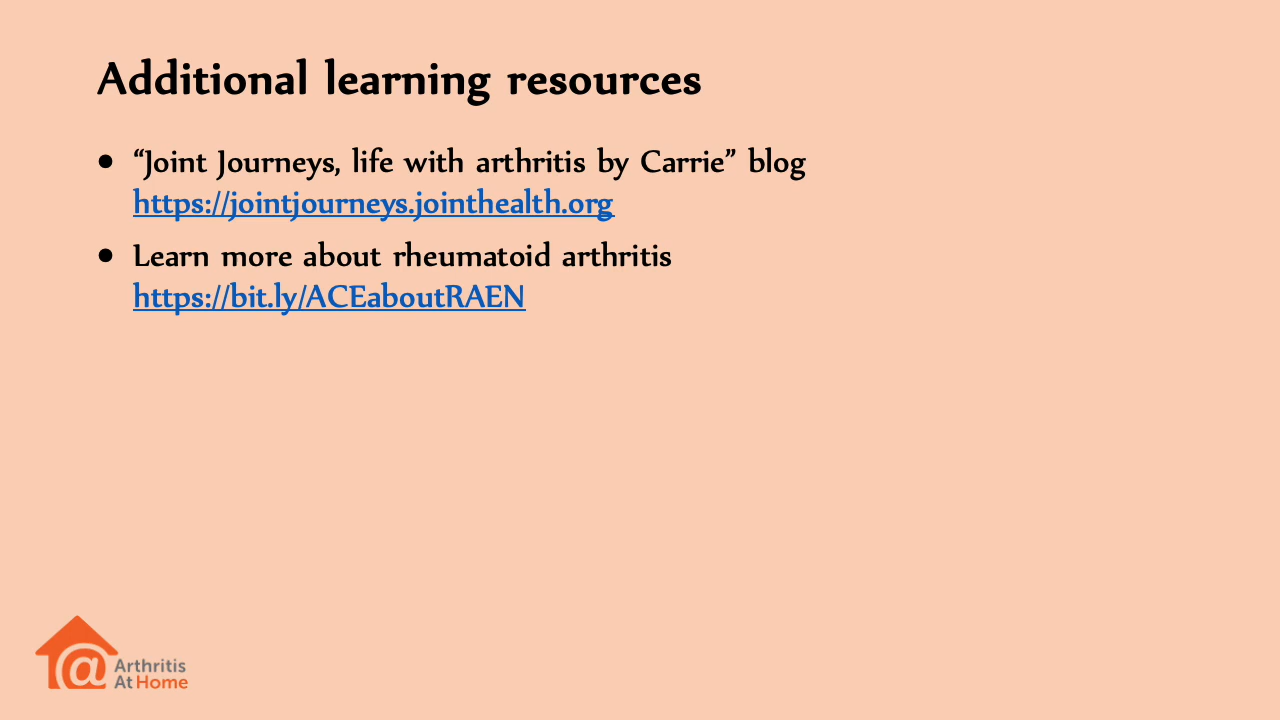 Additional learning resources
● “Joint Journeys, life with arthritis by Carrie” blog
https://jointjourneys.jointhealth.org
● Learn more about rheumatoid arthritis
https://bit.ly/ACEaboutRAEN
@ Arthritis
At Home